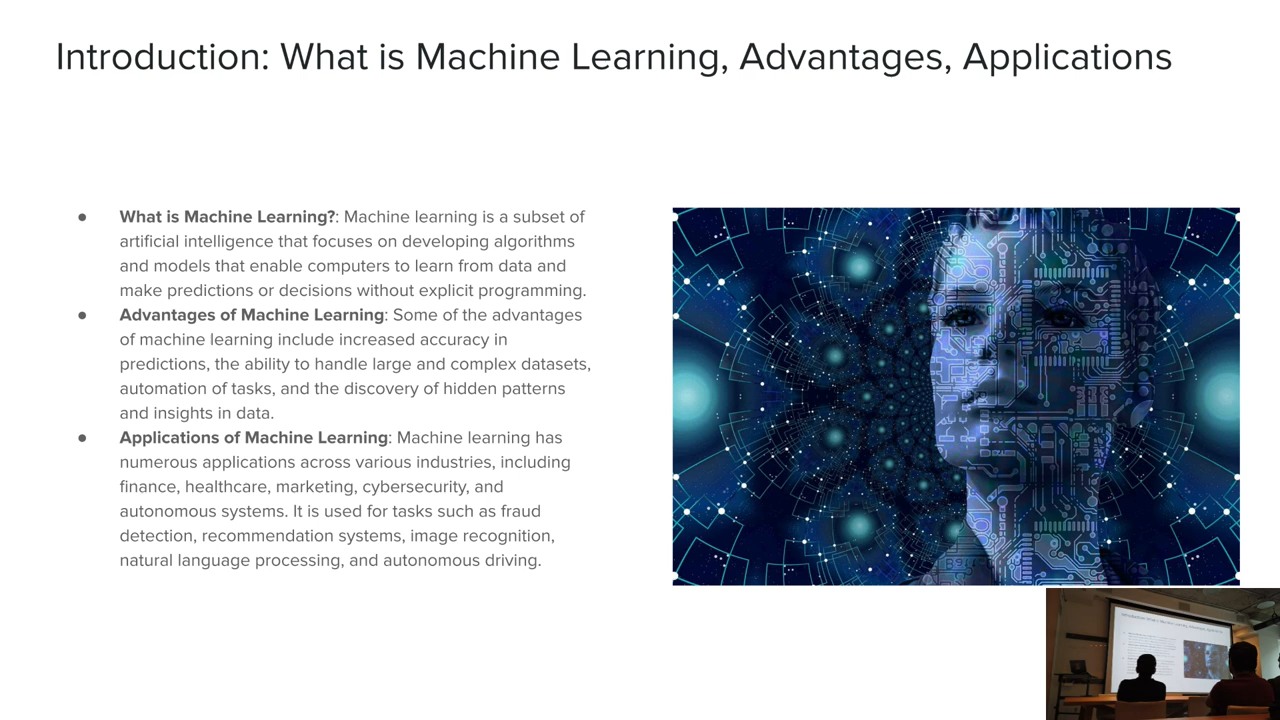 Introduction: What is Machine Learning, Advantages, Applications
● What is Machine Learning?: Machine learning is a subset of
artificial intelligence that focuses on developing algorithms
and models that enable computers to learn from data and
make predictions or decisions without explicit programming.
● Advantages of Machine Learning: Some of the advantages
of machine learning include increased accuracy in
predictions, the ability to handle large and complex datasets,
automation of tasks, and the discovery of hidden patterns
and insights in data.
● Applications of Machine Learning: Machine learning has
numerous applications across various industries, including
finance, healthcare, marketing, cybersecurity, and
autonomous systems. It is used for tasks such as fraud
detection, recommendation systems, image recognition,
natural language processing, and autonomous driving.